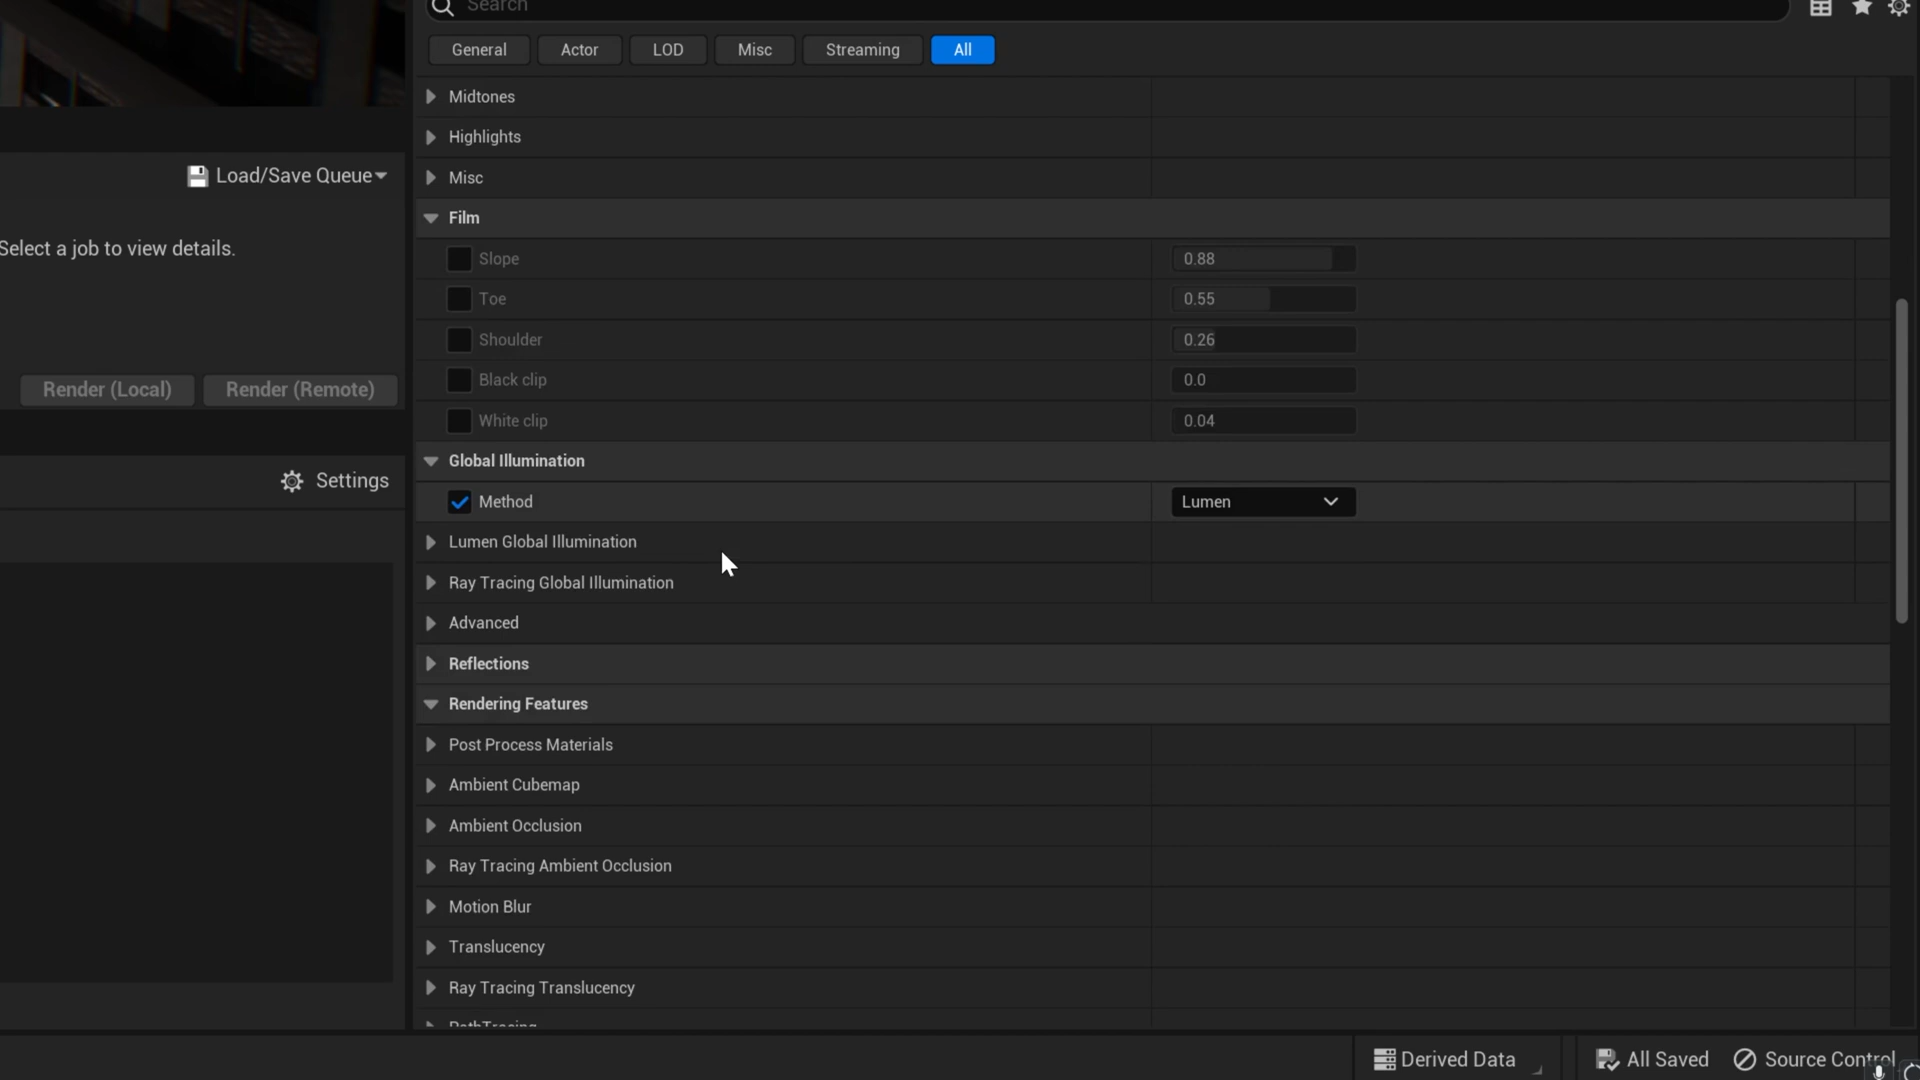 Search
General
Actor
LOD
Misc
Streaming
All
Midtones
Highlights
Misc
Film
Slope
0.88
Toe
0.55
Shoulder
0.26
Black clip
0.0
White clip
0.04
Global Illumination
Method
Lumen
Lumen Global Illumination
Ray Tracing Global Illumination
Advanced
Reflections
Rendering Features
Post Process Materials
Ambient Cubemap
Ambient Occlusion
Ray Tracing Ambient Occlusion
Motion Blur
Translucency
Ray Tracing Translucency
PathTracing
Load/Save Queue
Select a job to view details.
Render (Local)
Render (Remote)
Settings
Derived Data
All Saved
Source Control